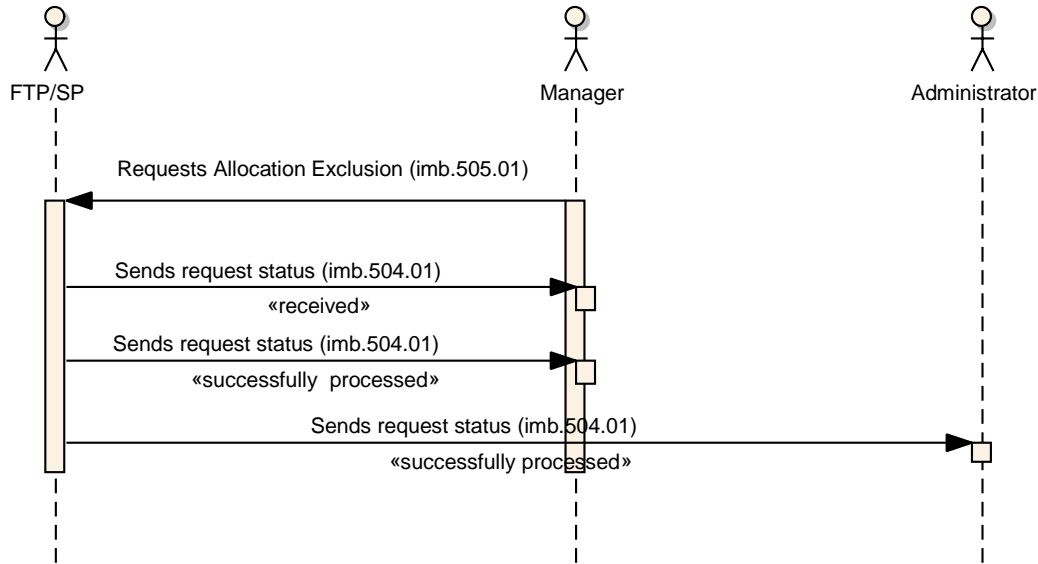 FTP/SP
Manager
Administrator
Requests Allocation Exclusion (imb.505.01)
Sends request status (imb.504.01)
«received»
Sends request status (imb.504.01)
«successfully  processed»
Sends request status (imb.504.01)
«successfully processed»